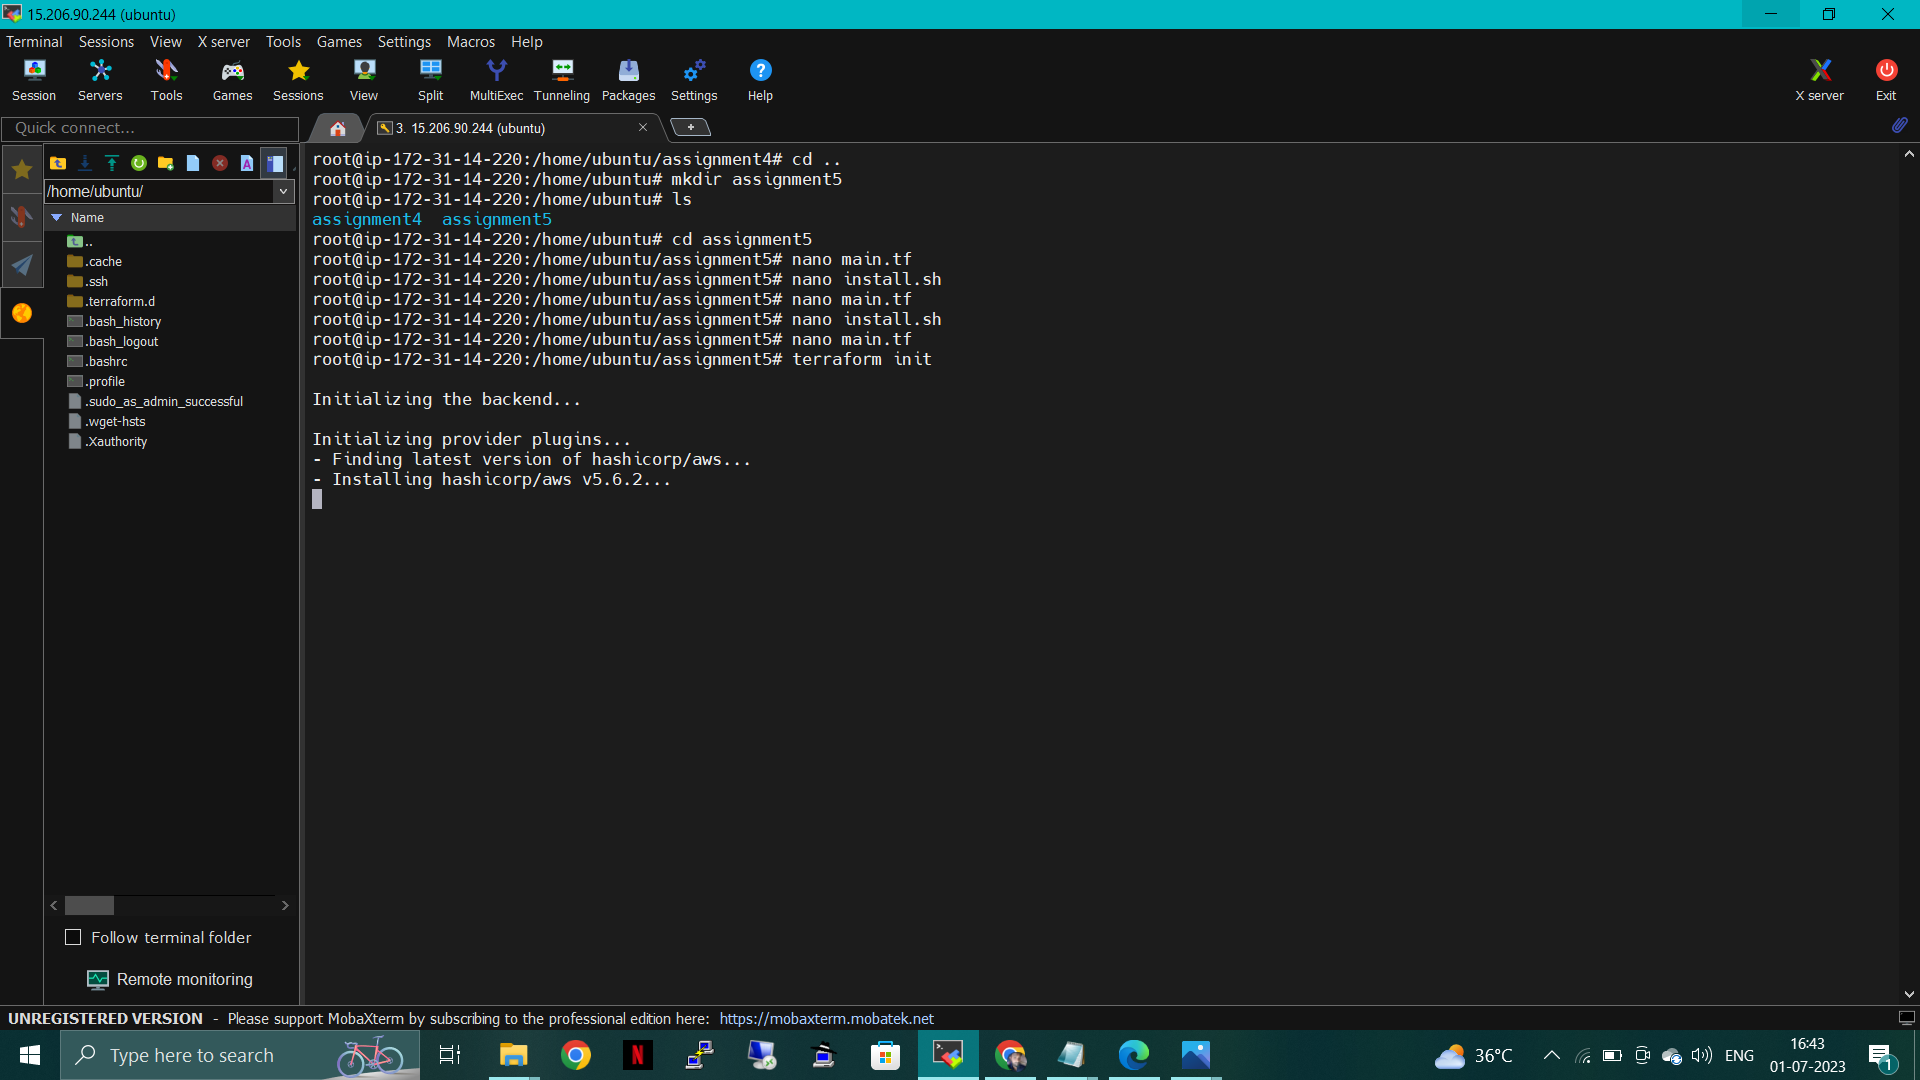 15.206.90.244 (ubuntu)
Terminal Sessions View X server Tools Games Settings Macros Help
Session Servers Tools Games Sessions View Split MultiExec Tunneling Packages Settings Help X server Exit
Quick connect...
3. 15.206.90.244 (ubuntu)
/home/ubuntu/
Name
..
.cache
.ssh
.terraform.d
.bash_history
.bash_logout
.bashrc
.profile
.sudo_as_admin_successful
.wget-hsts
.Xauthority
Follow terminal folder
Remote monitoring
root@ip-172-31-14-220:/home/ubuntu/assignment4# cd ..
root@ip-172-31-14-220:/home/ubuntu# mkdir assignment5
root@ip-172-31-14-220:/home/ubuntu# ls
assignment4  assignment5
root@ip-172-31-14-220:/home/ubuntu# cd assignment5
root@ip-172-31-14-220:/home/ubuntu/assignment5# nano main.tf
root@ip-172-31-14-220:/home/ubuntu/assignment5# nano install.sh
root@ip-172-31-14-220:/home/ubuntu/assignment5# nano main.tf
root@ip-172-31-14-220:/home/ubuntu/assignment5# nano install.sh
root@ip-172-31-14-220:/home/ubuntu/assignment5# nano main.tf
root@ip-172-31-14-220:/home/ubuntu/assignment5# terraform init
Initializing the backend...
Initializing provider plugins...
- Finding latest version of hashicorp/aws...
- Installing hashicorp/aws v5.6.2...
UNREGISTERED VERSION - Please support MobaXterm by subscribing to the professional edition here: https://mobaxterm.mobatek.net
Type here to search
36°C
ENG
16:43
01-07-2023
1